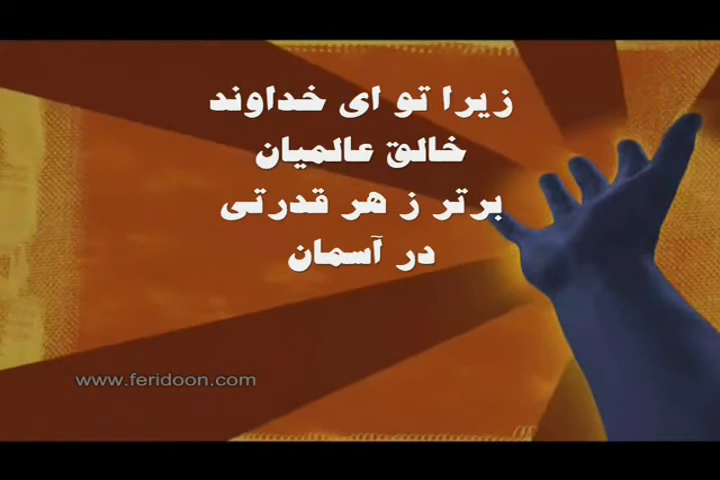 زیرا تو ای خداوند
خالق عالمیان
برتر ز هر قدرتی
در آسمان
www.feridoon.com